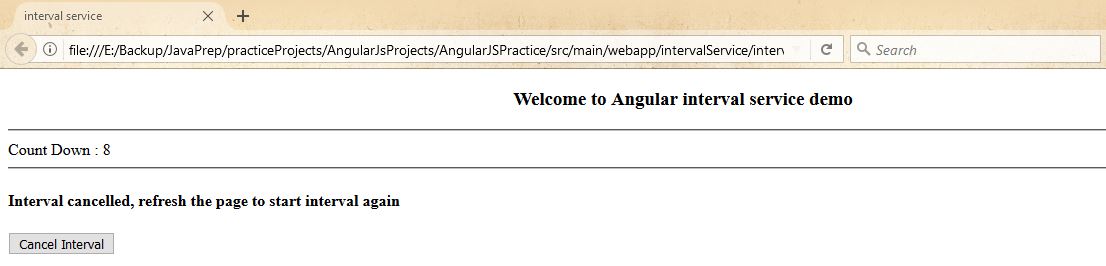 interval service
file:///E:/Backup/JavaPrep/practiceProjects/AngularJsProjects/AngularJSPractice/src/main/webapp/intervalService/interv
Search
Welcome to Angular interval service demo
Count Down : 8
Interval cancelled, refresh the page to start interval again
Cancel Interval